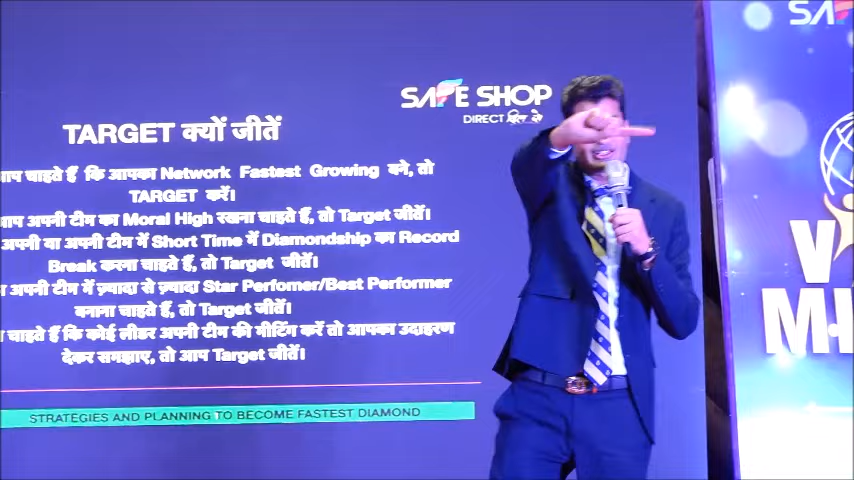 SAFE SHOP
DIRECT दिल से
TARGET क्यों जीतें
आप चाहते हैं कि आपका Network Fastest Growing बने, तो
TARGET करें।
आप अपनी टीम का Moral High रखना चाहते हैं, तो Target जीतें।
अपनी या अपनी टीम में Short Time में Diamondship का Record
Break करना चाहते हैं, तो Target जीतें।
अपनी टीम में ज़्यादा से ज़्यादा Star Perfomer/Best Performer
बनाना चाहते हैं, तो Target जीतें।
चाहते हैं कि कोई लीडर अपनी टीम की मीटिंग करें तो आपका उदाहरण
देकर समझाए, तो आप Target जीतें।
STRATEGIES AND PLANNING TO BECOME FASTEST DIAMOND